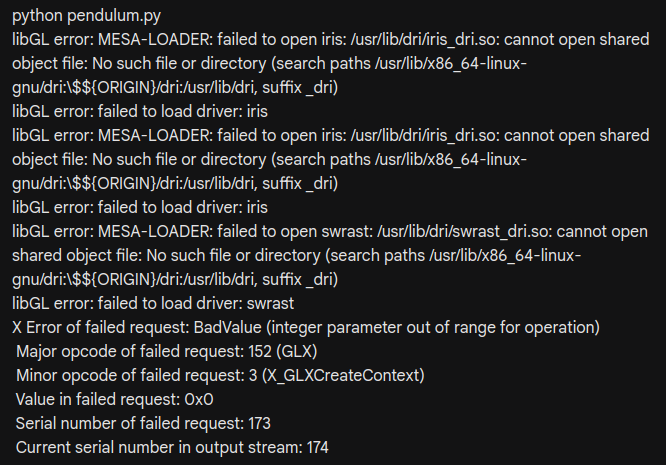 python pendulum.py
libGL error: MESA-LOADER: failed to open iris: /usr/lib/dri/iris_dri.so: cannot open shared
object file: No such file or directory (search paths /usr/lib/x86_64-linux-
gnu/dri:\$${ORIGIN}/dri:/usr/lib/dri, suffix _dri)
libGL error: failed to load driver: iris
libGL error: MESA-LOADER: failed to open iris: /usr/lib/dri/iris_dri.so: cannot open shared
object file: No such file or directory (search paths /usr/lib/x86_64-linux-
gnu/dri:\$${ORIGIN}/dri:/usr/lib/dri, suffix _dri)
libGL error: failed to load driver: iris
libGL error: MESA-LOADER: failed to open swrast: /usr/lib/dri/swrast_dri.so: cannot open
shared object file: No such file or directory (search paths /usr/lib/x86_64-linux-
gnu/dri:\$${ORIGIN}/dri:/usr/lib/dri, suffix _dri)
libGL error: failed to load driver: swrast
X Error of failed request: BadValue (integer parameter out of range for operation)
Major opcode of failed request: 152 (GLX)
Minor opcode of failed request: 3 (X_GLXCreateContext)
Value in failed request: 0x0
Serial number of failed request: 173
Current serial number in output stream: 174